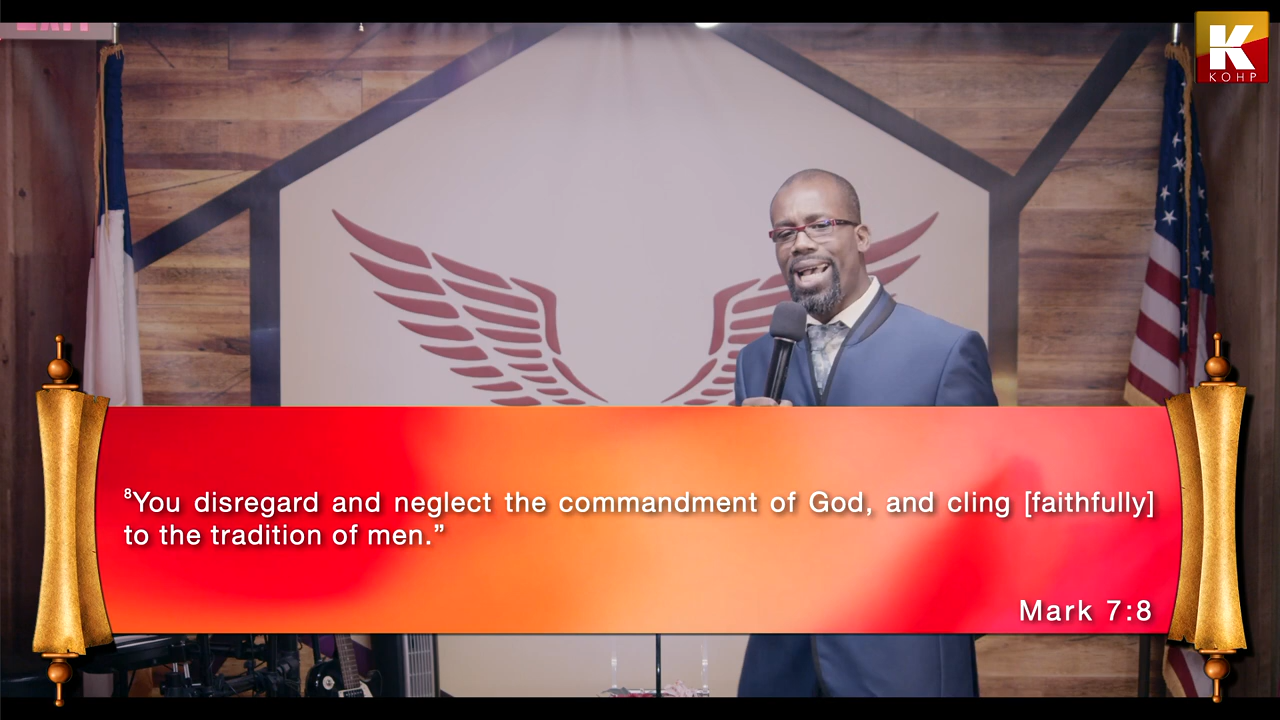 EXIT
K
KOHP
⁸You disregard and neglect the commandment of God, and cling [faithfully]
to the tradition of men.”
Mark 7:8